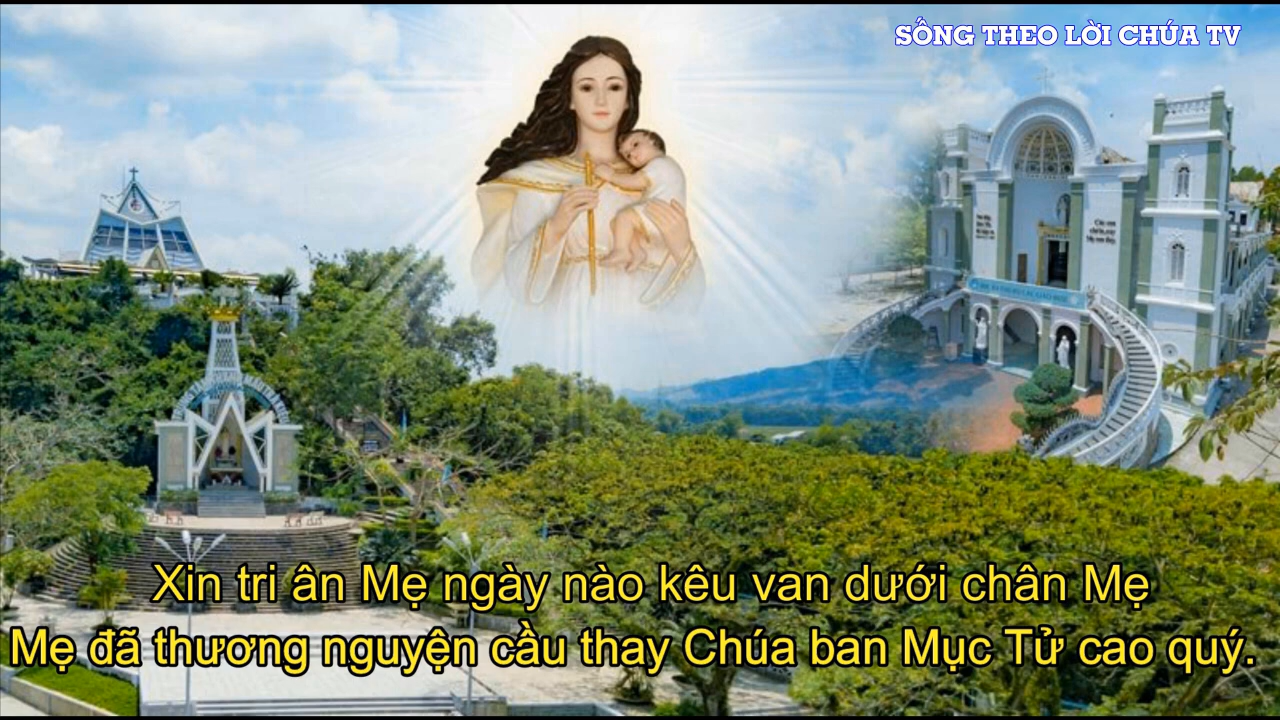 SỐNG THEO LỜI CHÚA TV
Xin tri ân Mẹ ngày nào kêu van dưới chân Mẹ
Mẹ đã thương nguyện cầu thay Chúa ban Mục Tử cao quý.